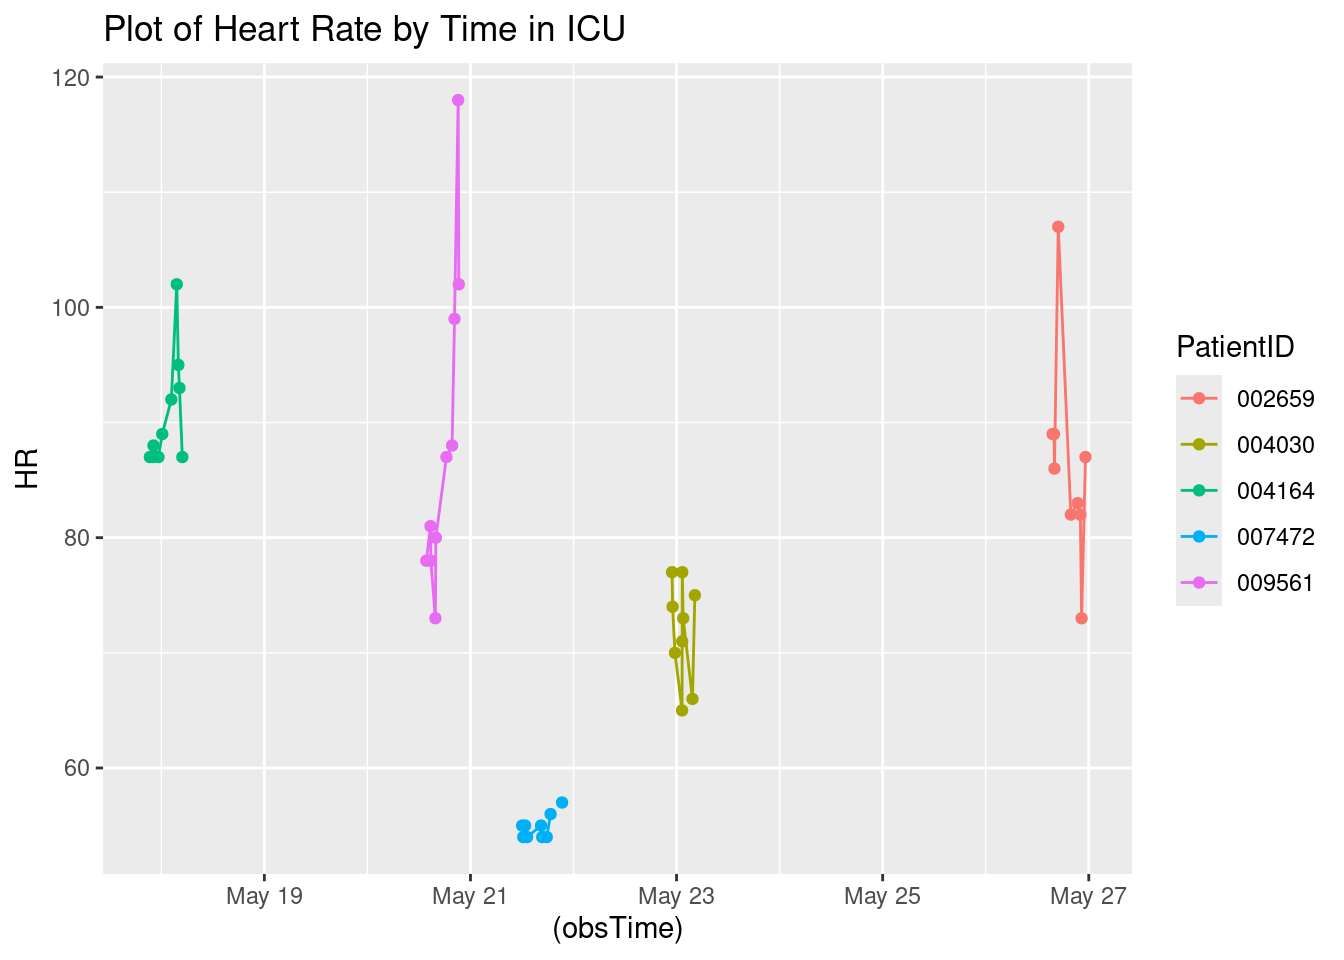 Plot of Heart Rate by Time in ICU
120
100
80
60
HR
May 19
May 21
May 23
May 25
May 27
(obsTime)
PatientID
002659
004030
004164
007472
009561